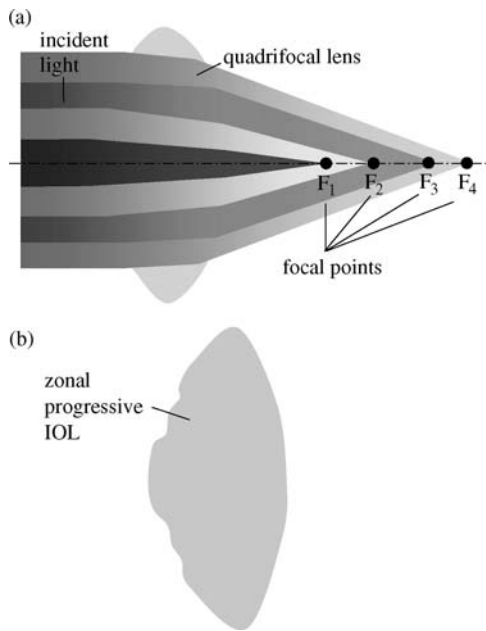 (a)
incident
light
quadrifocal lens
F1 F2 F3 F4
focal points
(b)
zonal
progressive
IOL